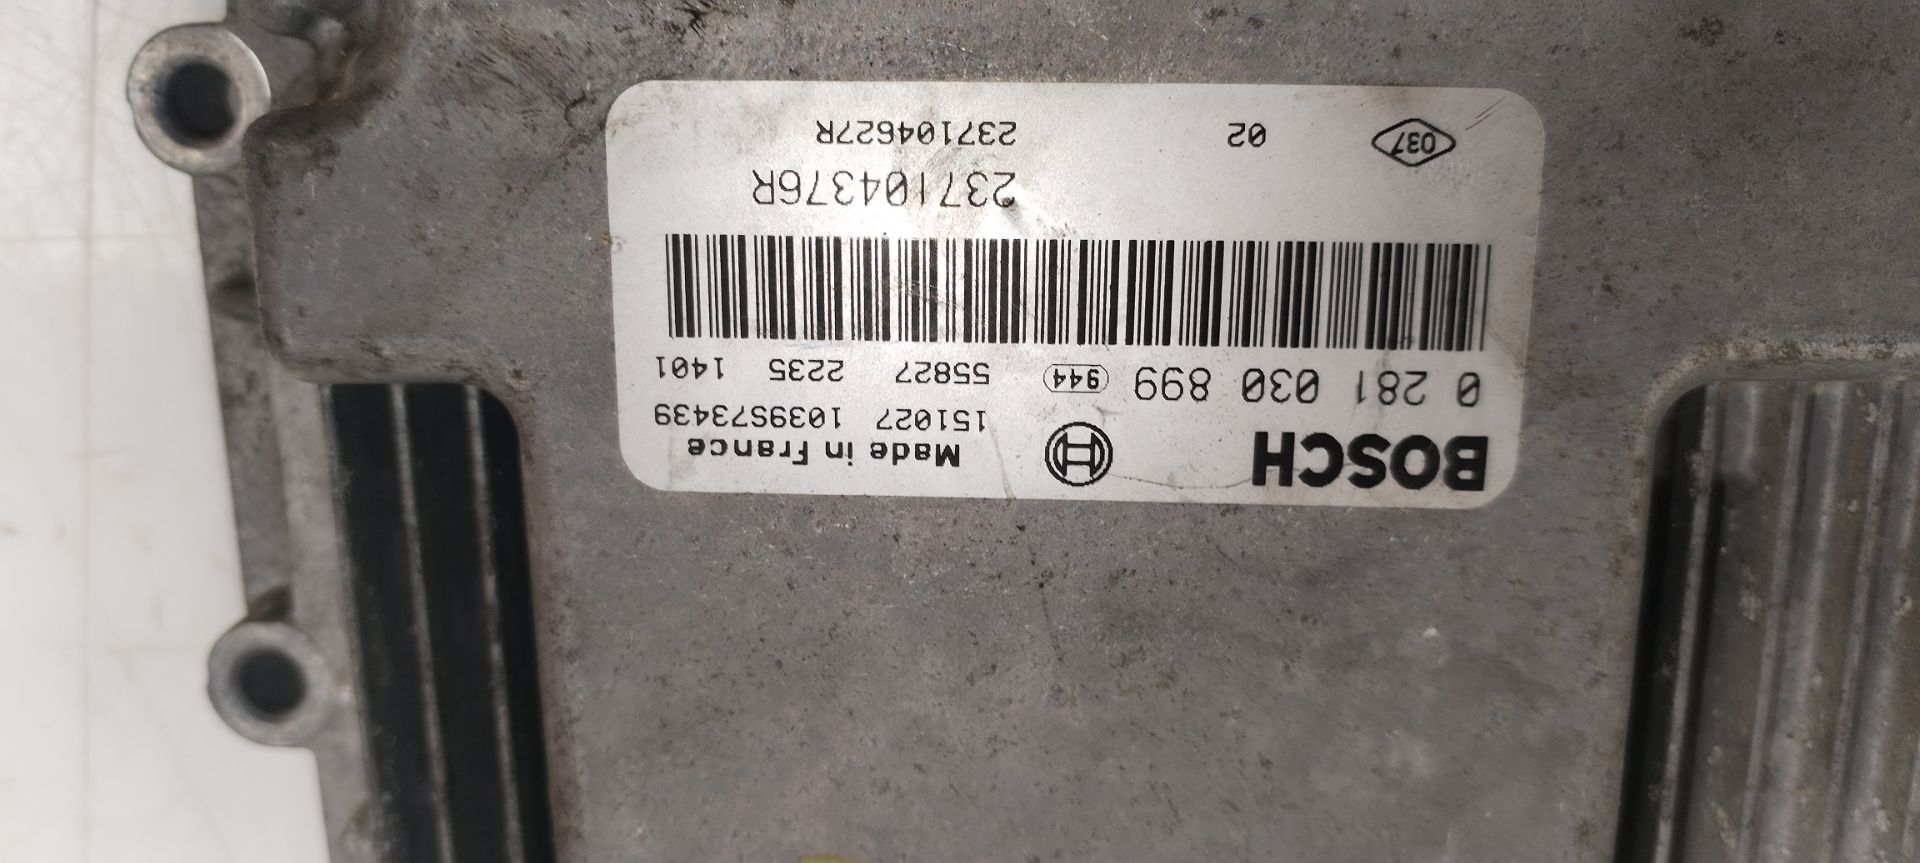 BOSCH Made in France
151027 1039S73439
0 281 030 899 944 55827 2235 1401
237104376R
037 02 237104627R